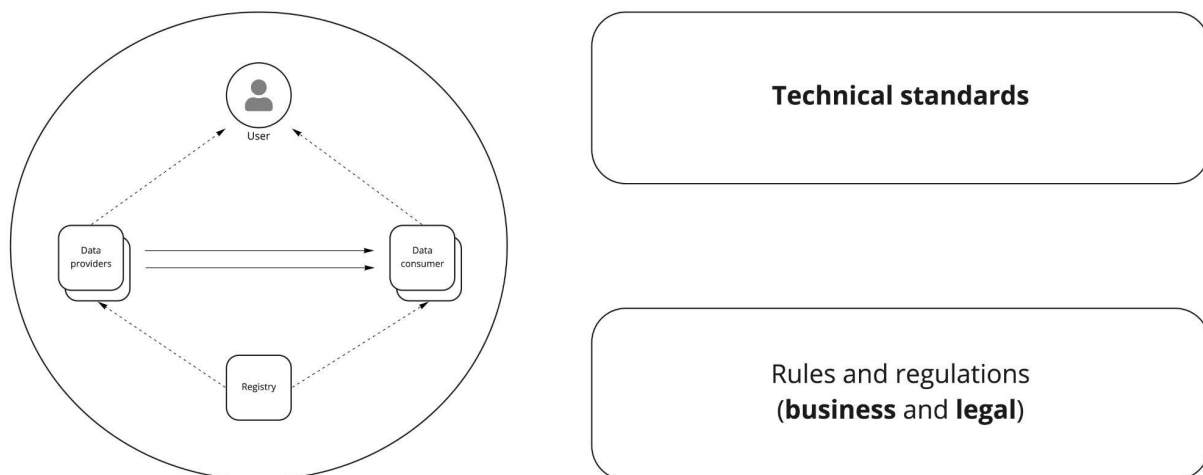 User
Data
providers
Data
consumer
Registry
Technical standards
Rules and regulations
(business and legal)